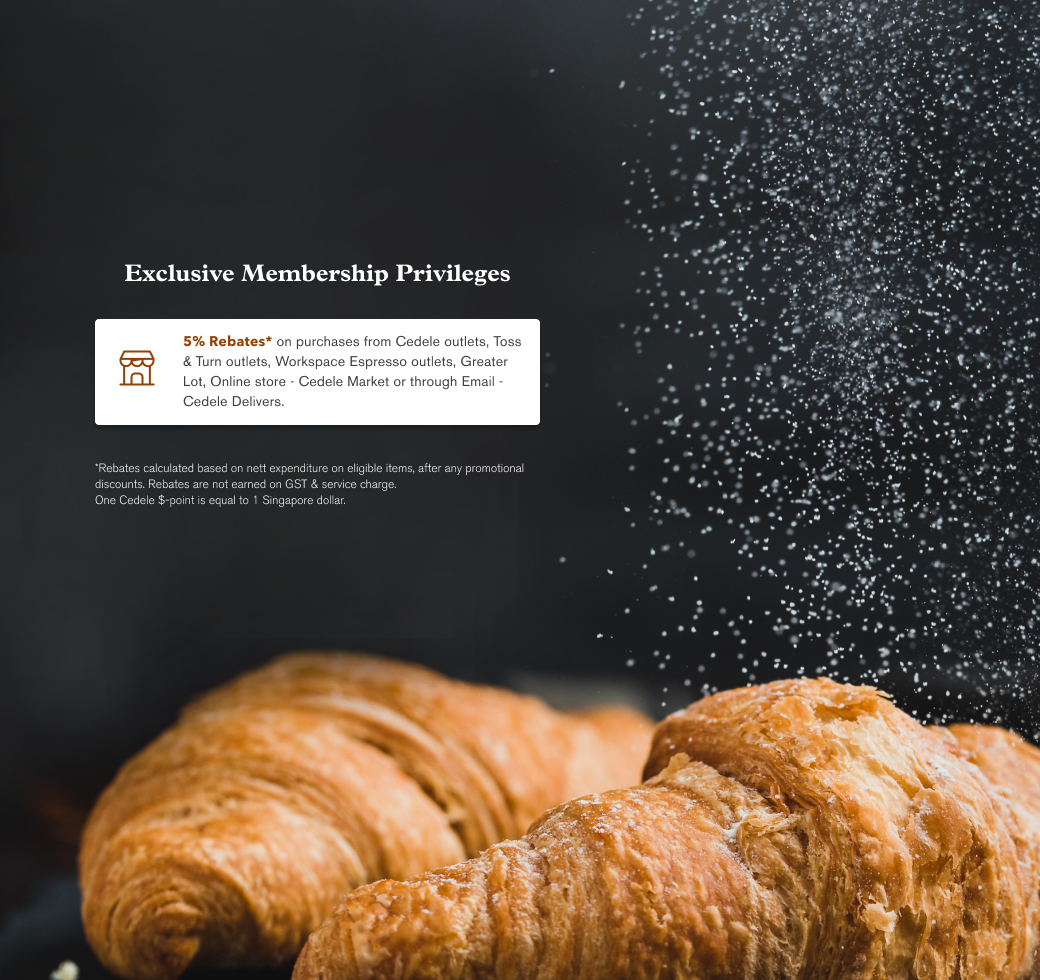 Exclusive Membership Privileges
5% Rebates* on purchases from Cedele outlets, Toss
& Turn outlets, Workspace Espresso outlets, Greater
Lot, Online store - Cedele Market or through Email -
Cedele Delivers.
*Rebates calculated based on nett expenditure on eligible items, after any promotional
discounts. Rebates are not earned on GST & service charge.
One Cedele $-point is equal to 1 Singapore dollar.